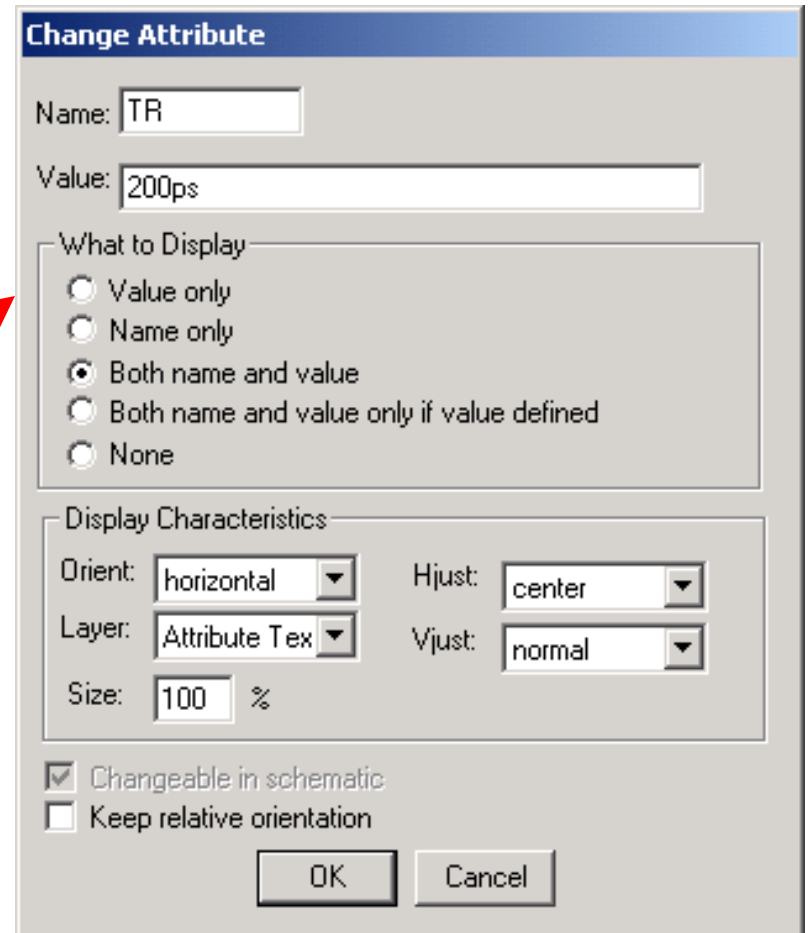 Change Attribute
Name: TR
Value: 200ps
What to Display
Value only
Name only
Both name and value
Both name and value only if value defined
None
Display Characteristics
Orient: horizontal Hjust: center
Layer: Attribute Tex Vjust: normal
Size: 100 %
Changeable in schematic
Keep relative orientation
OK Cancel